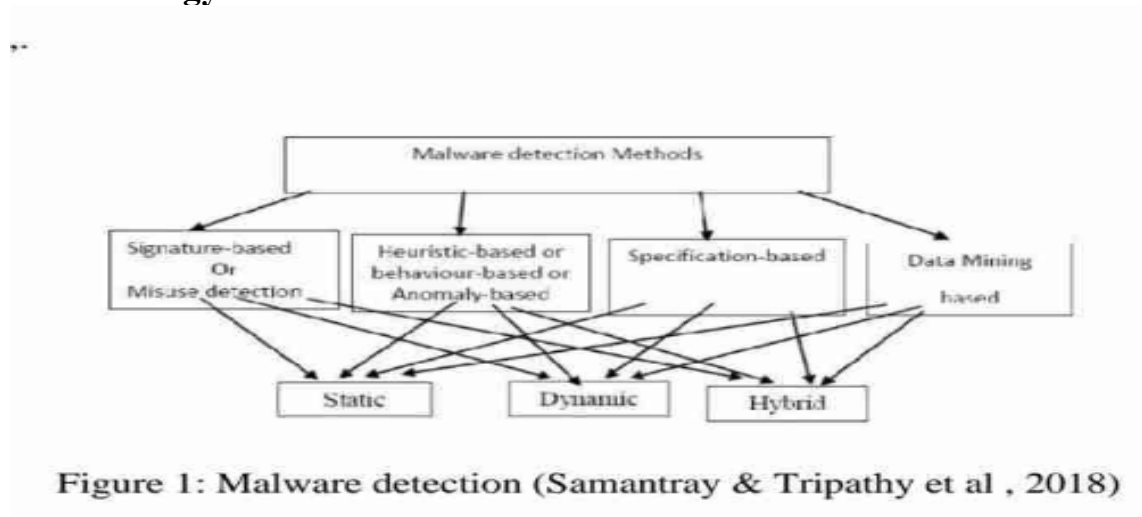 gy
,.
Malware detection Methods
Signature-based
Or
Misuse detection
Heuristic-based or
behaviour-based or
Anomaly-based
Specification-based
Data Mining
based
Static
Dynamic
Hybrid
Figure 1: Malware detection (Samantray & Tripathy et al , 2018)